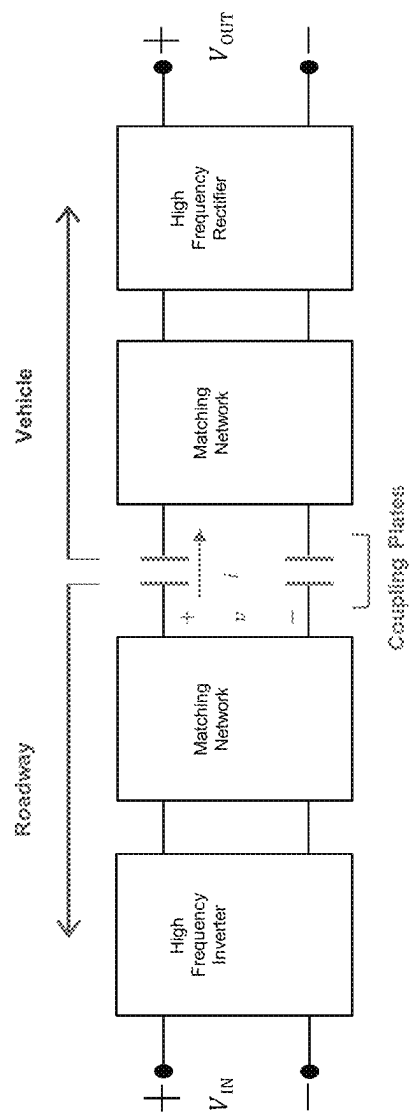 Roadway
Vehicle
+
V_IN
−
High
Frequency
Inverter
Matching
Network
+
v
−
i
Coupling Plates
Matching
Network
High
Frequency
Rectifier
+
V_OUT
−